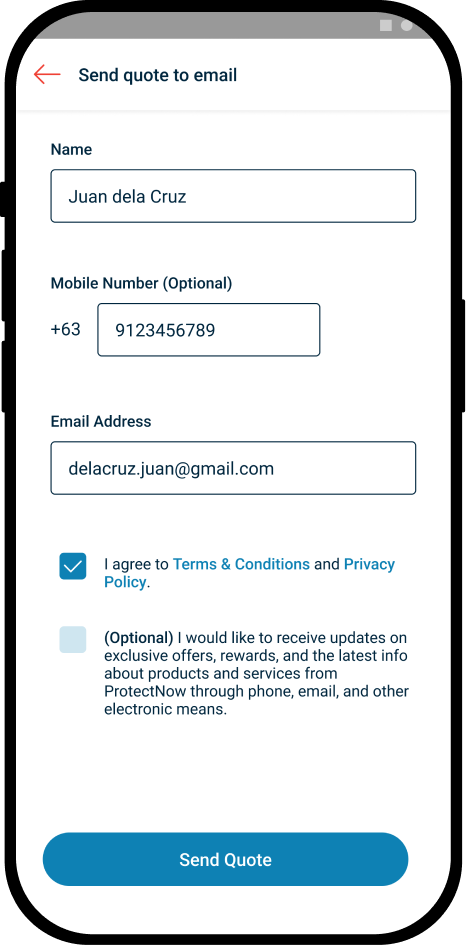 Send quote to email
Name
Juan dela Cruz
Mobile Number (Optional)
+63 9123456789
Email Address
delacruz.juan@gmail.com
I agree to Terms & Conditions and Privacy
Policy.
(Optional) I would like to receive updates on
exclusive offers, rewards, and the latest info
about products and services from
ProtectNow through phone, email, and other
electronic means.
Send Quote